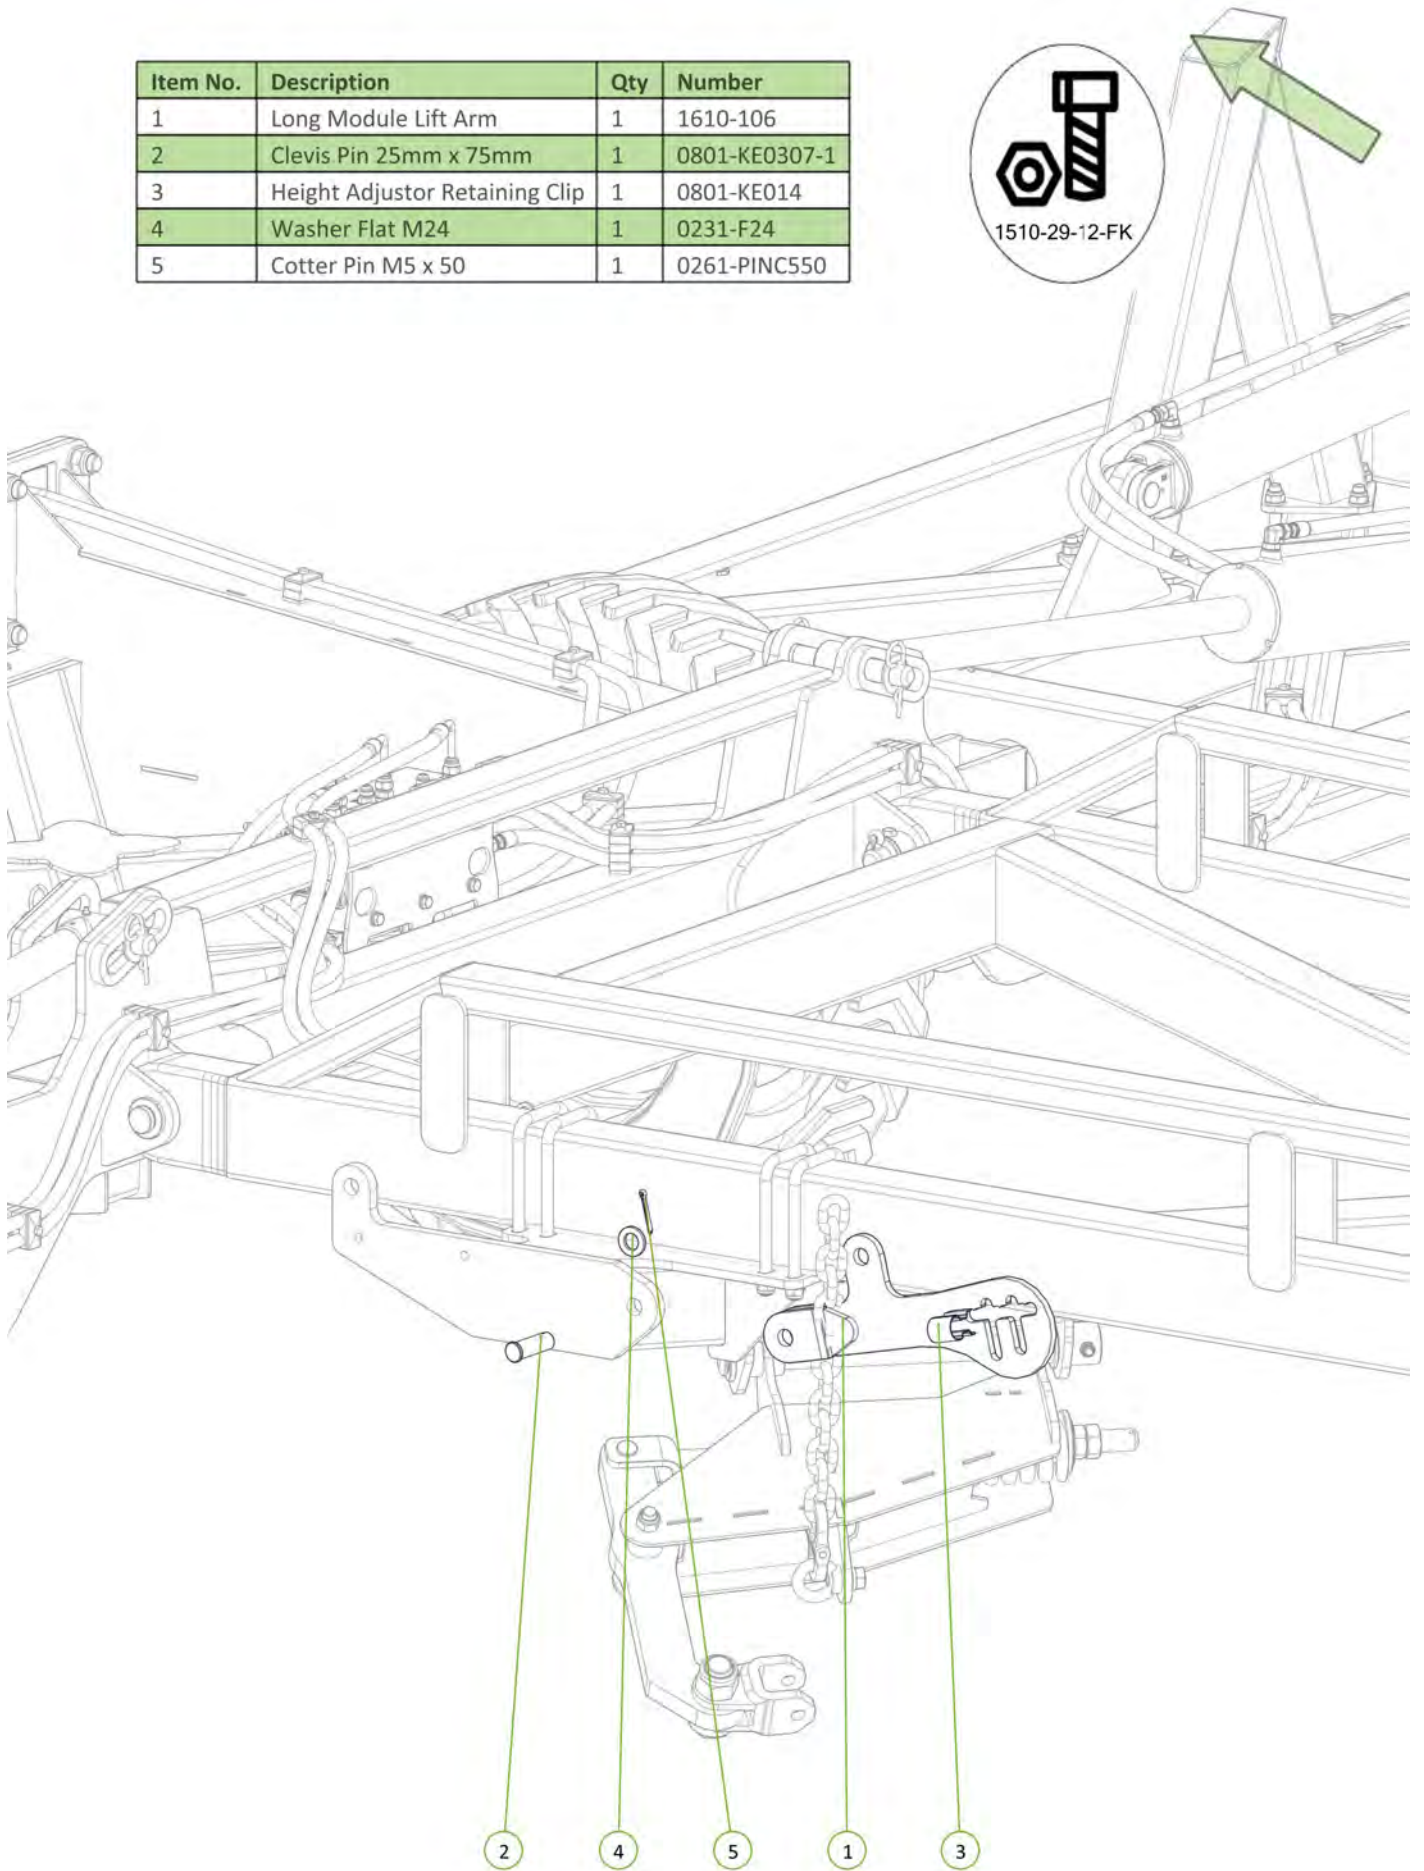 Item No. Description Qty Number
1 Long Module Lift Arm 1 1610-106
2 Clevis Pin 25mm x 75mm 1 0801-KE0307-1
3 Height Adjustor Retaining Clip 1 0801-KE014
4 Washer Flat M24 1 0231-F24
5 Cotter Pin M5 x 50 1 0261-PINC550
1510-29-12-FK
2 4 5 1 3